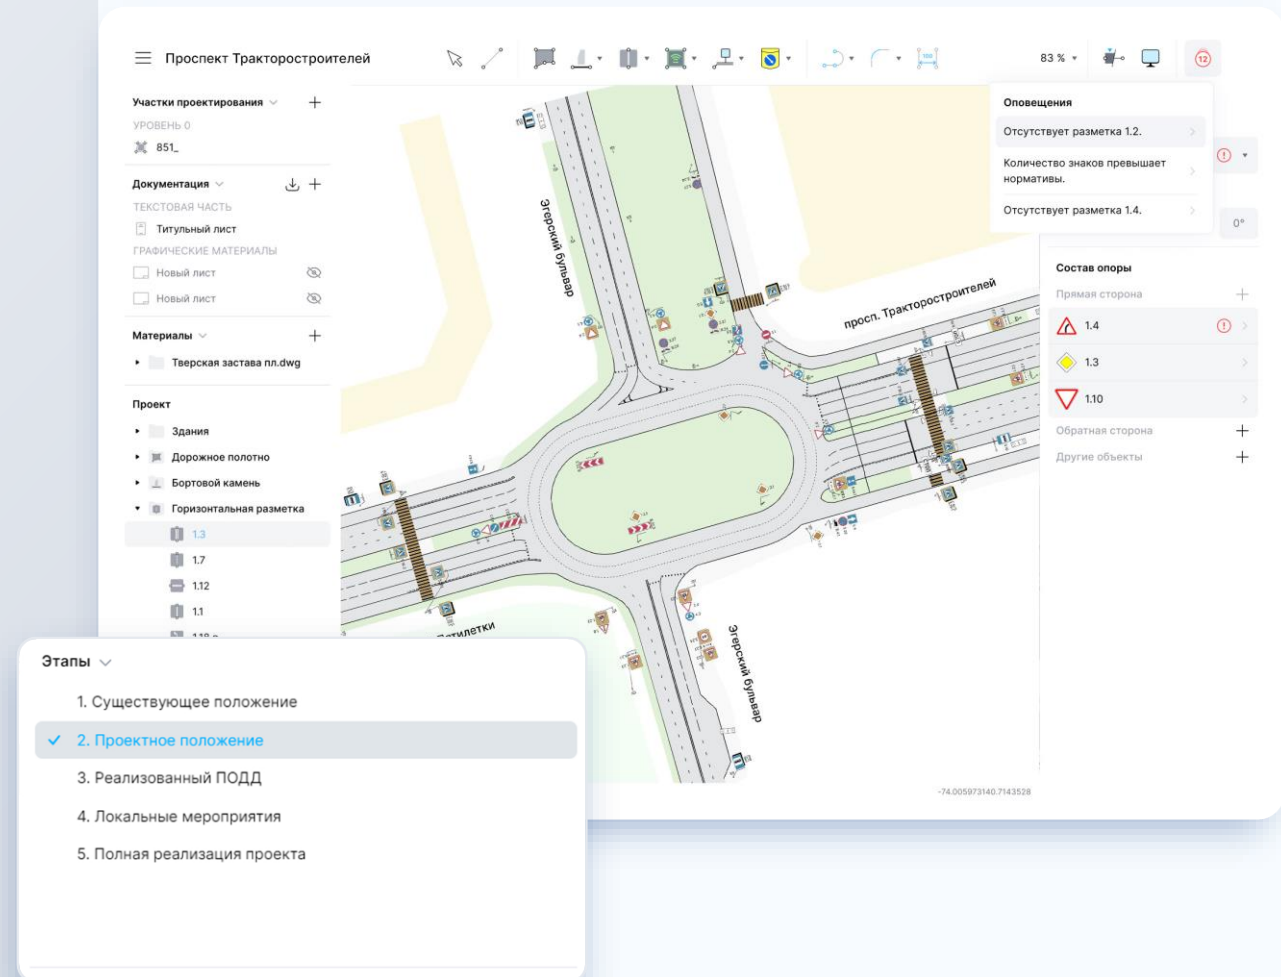 Проспект Тракторостроителей
83 %
12
Участки проектирования
УРОВЕНЬ 0
851_
Документация
ТЕКСТОВАЯ ЧАСТЬ
Титульный лист
ГРАФИЧЕСКИЕ МАТЕРИАЛЫ
Новый лист
Новый лист
Материалы
Тверская застава пл.dwg
Проект
Здания
Дорожное полотно
Бортовой камень
Горизонтальная разметка
1.3
1.7
1.12
1.1
Эгерский бульвар
просп. Тракторостроителей
Эгерский бульвар
Оповещения
Отсутствует разметка 1.2.
Количество знаков превышает
нормативы.
Отсутствует разметка 1.4.
0°
Состав опоры
Прямая сторона
1.4
1.3
1.10
Обратная сторона
Другие объекты
-74.005973140.7143528
Этапы
1. Существующее положение
2. Проектное положение
3. Реализованный ПОДД
4. Локальные мероприятия
5. Полная реализация проекта